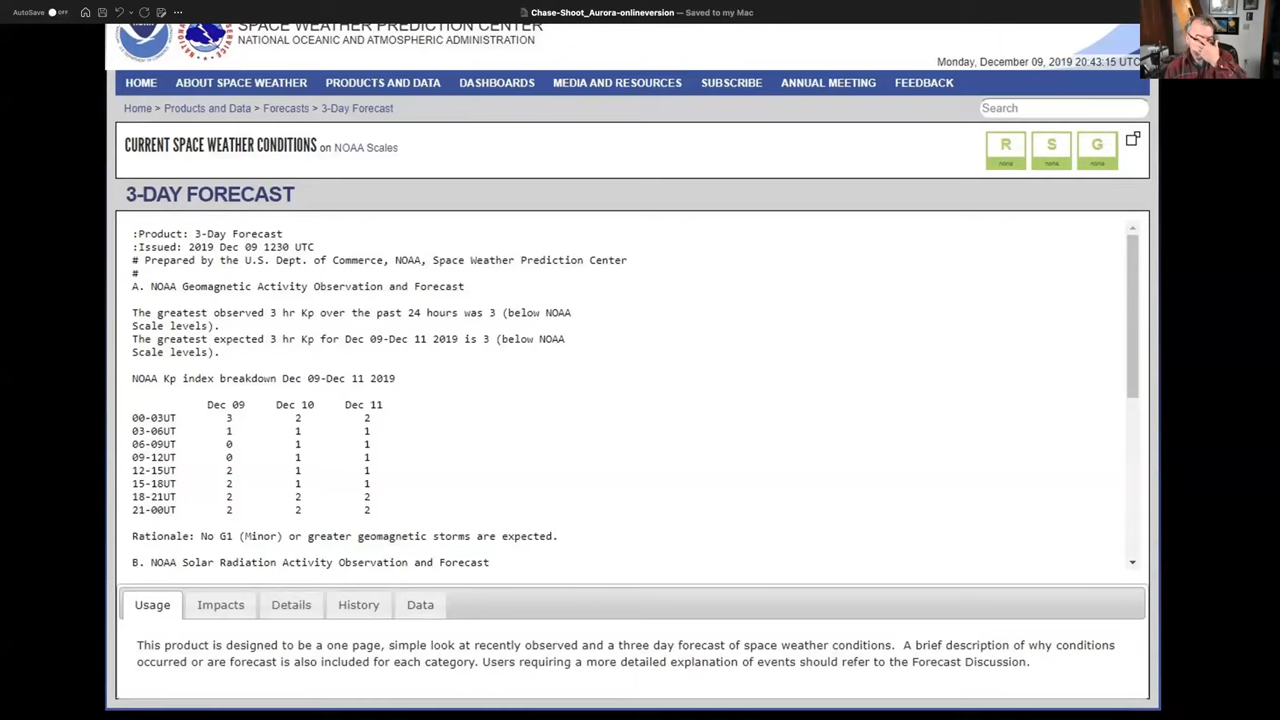 AutoSave OFF
Chase-Shoot_Aurora-onlineversion — Saved to my Mac
SPACE WEATHER PREDICTION CENTER
NATIONAL OCEANIC AND ATMOSPHERIC ADMINISTRATION
Monday, December 09, 2019 20:43:15 UTC
HOME ABOUT SPACE WEATHER PRODUCTS AND DATA DASHBOARDS MEDIA AND RESOURCES SUBSCRIBE ANNUAL MEETING FEEDBACK
Home > Products and Data > Forecasts > 3-Day Forecast
Search
CURRENT SPACE WEATHER CONDITIONS on NOAA Scales
R S G
none none none
3-DAY FORECAST
:Product: 3-Day Forecast
:Issued: 2019 Dec 09 1230 UTC
# Prepared by the U.S. Dept. of Commerce, NOAA, Space Weather Prediction Center
#
A. NOAA Geomagnetic Activity Observation and Forecast
The greatest observed 3 hr Kp over the past 24 hours was 3 (below NOAA
Scale levels).
The greatest expected 3 hr Kp for Dec 09-Dec 11 2019 is 3 (below NOAA
Scale levels).
NOAA Kp index breakdown Dec 09-Dec 11 2019
Dec 09 Dec 10 Dec 11
00-03UT 3 2 2
03-06UT 1 1 1
06-09UT 0 1 1
09-12UT 0 1 1
12-15UT 2 1 1
15-18UT 2 1 1
18-21UT 2 2 2
21-00UT 2 2 2
Rationale: No G1 (Minor) or greater geomagnetic storms are expected.
B. NOAA Solar Radiation Activity Observation and Forecast
Usage Impacts Details History Data
This product is designed to be a one page, simple look at recently observed and a three day forecast of space weather conditions. A brief description of why conditions
occurred or are forecast is also included for each category. Users requiring a more detailed explanation of events should refer to the Forecast Discussion.